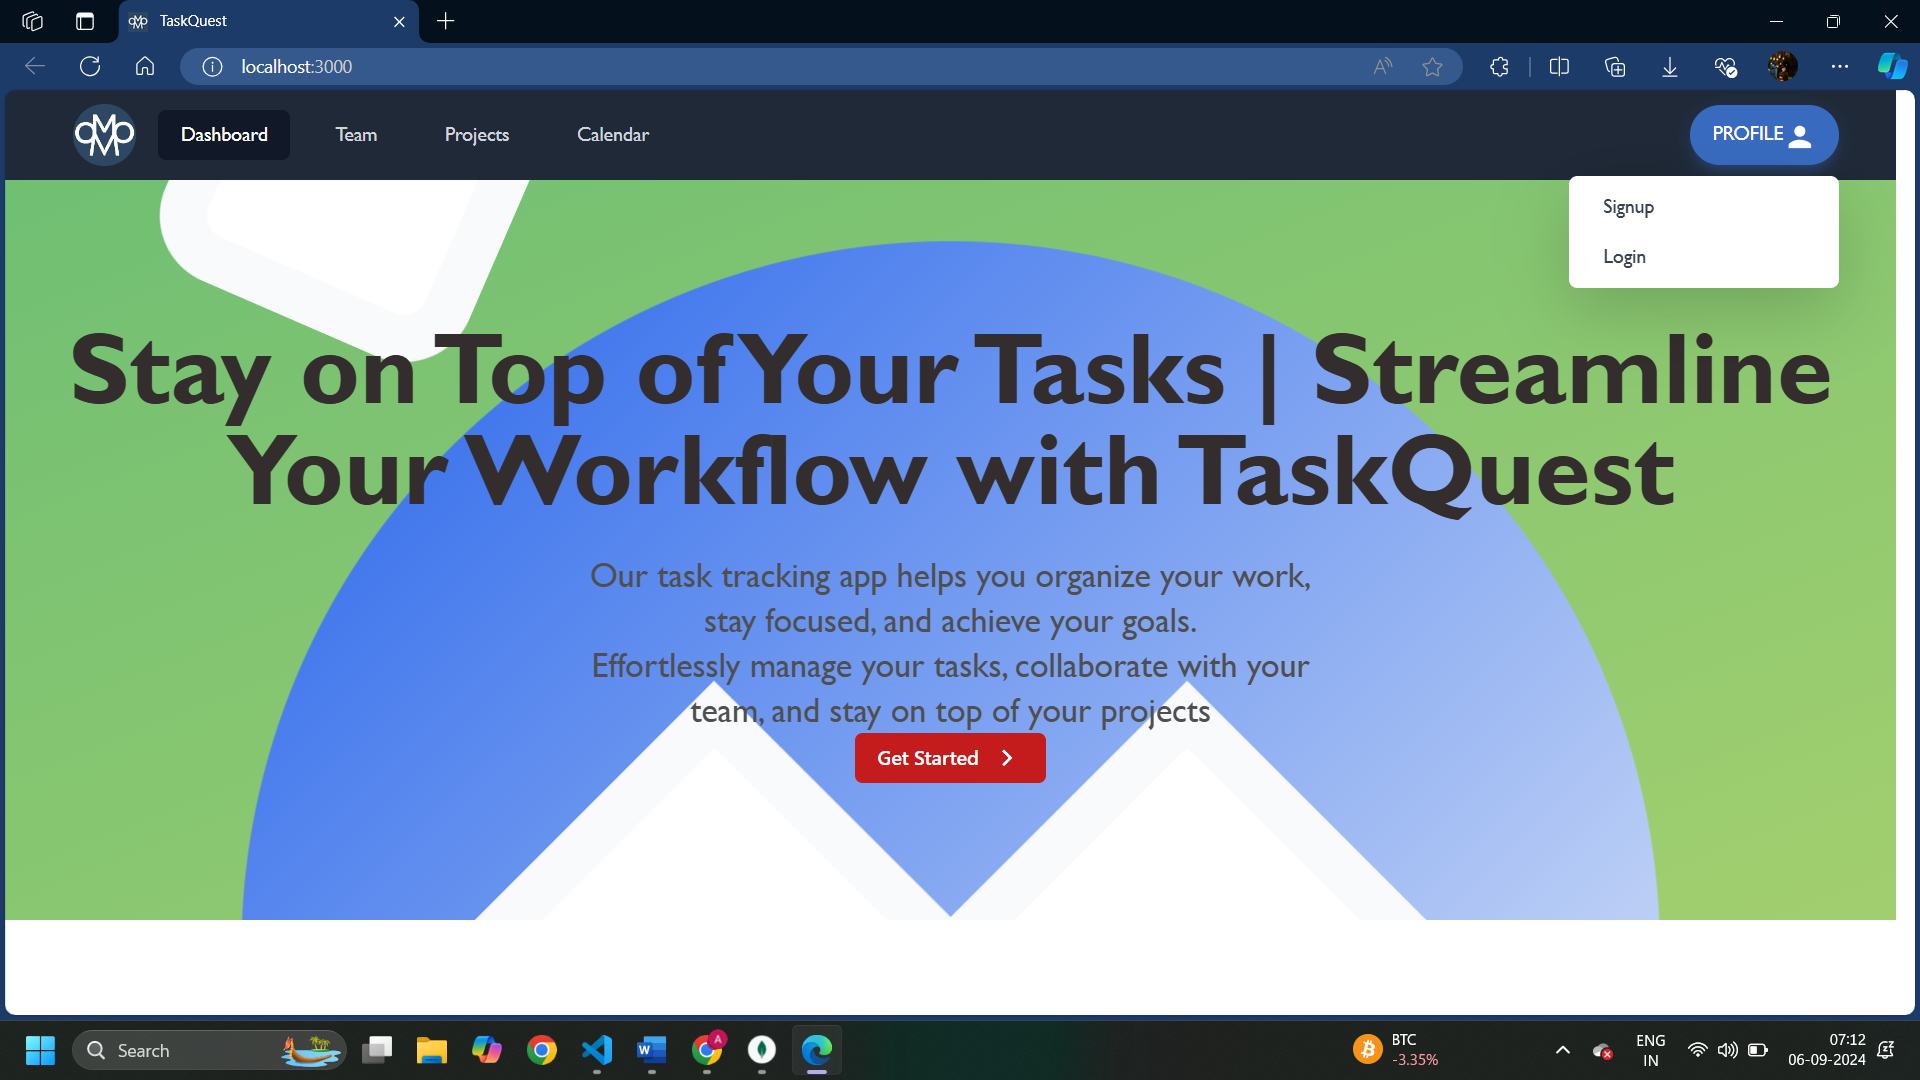 TaskQuest
localhost:3000
Dashboard
Team
Projects
Calendar
PROFILE
Signup
Login
Stay on Top of Your Tasks | Streamline
Your Workflow with TaskQuest
Our task tracking app helps you organize your work,
stay focused, and achieve your goals.
Effortlessly manage your tasks, collaborate with your
team, and stay on top of your projects
Get Started
Search
BTC
-3.35%
ENG
IN
07:12
06-09-2024